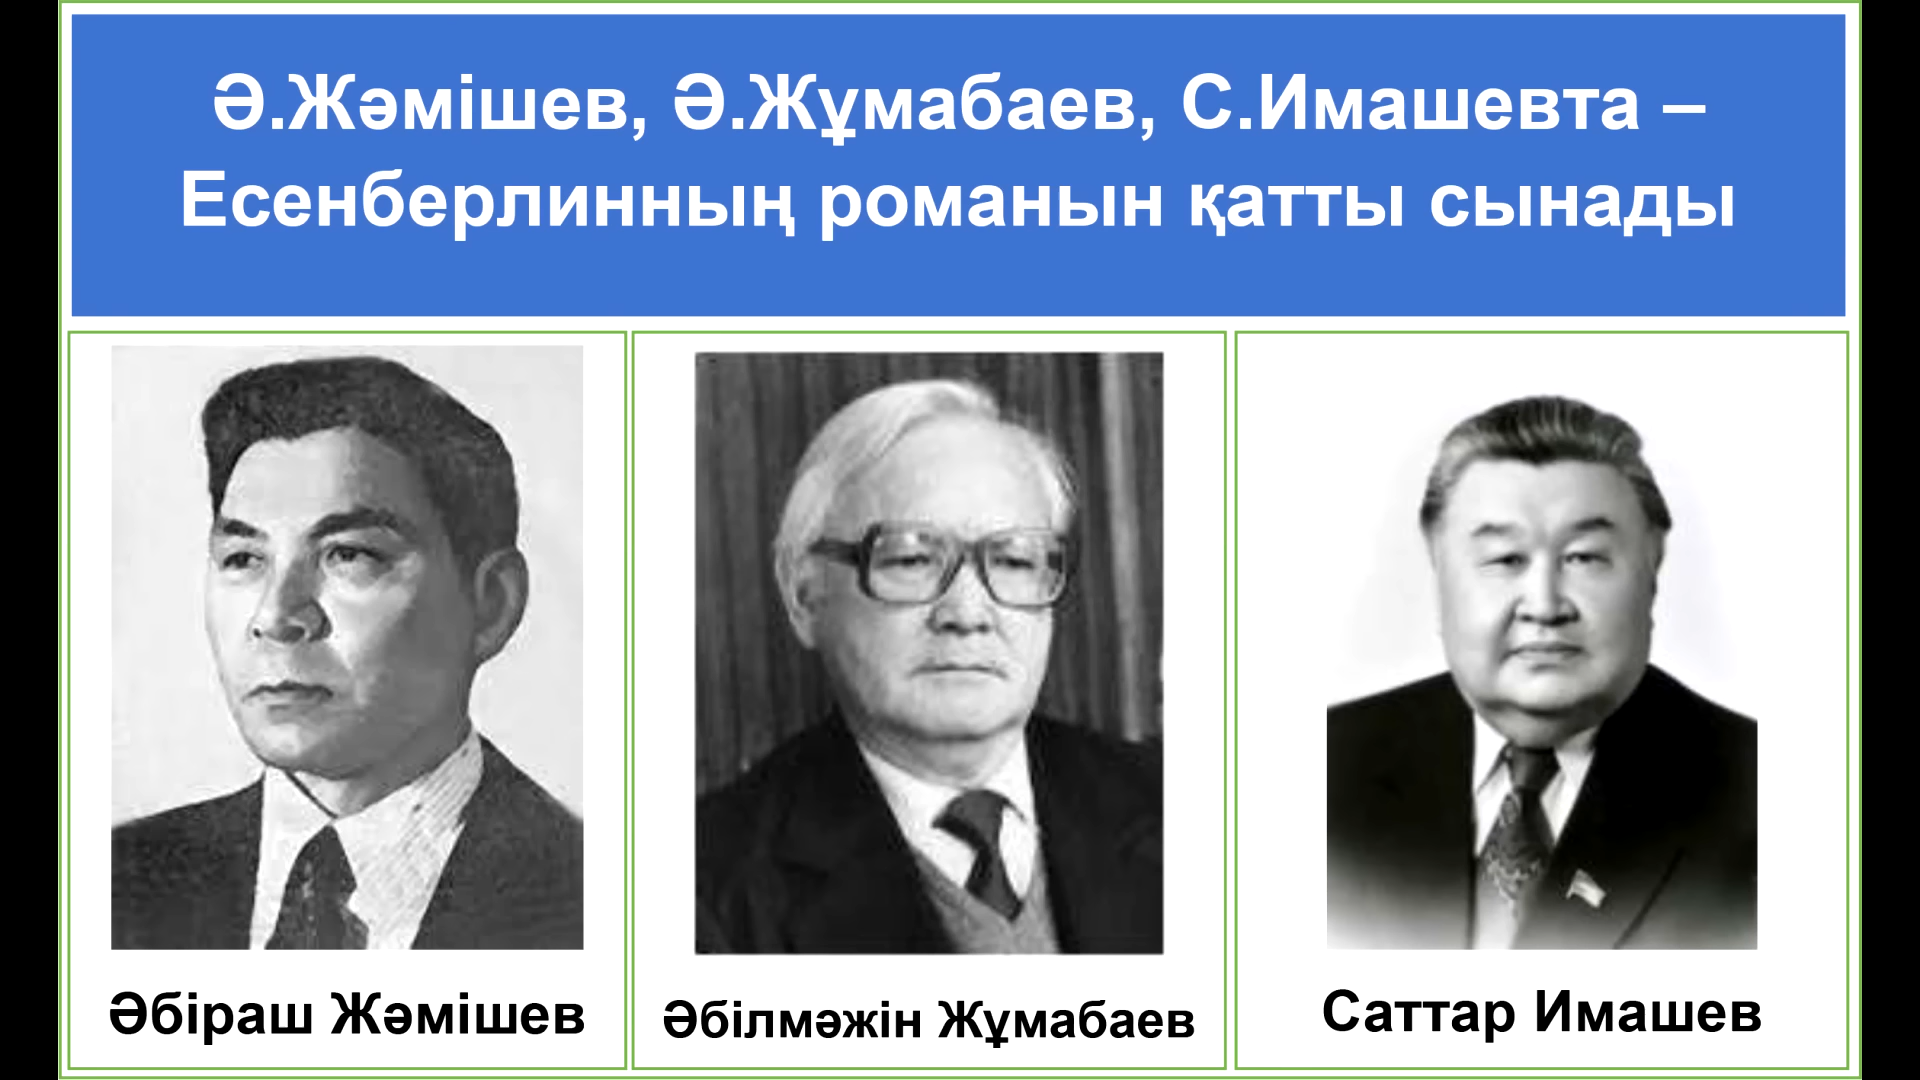 Ә.Жәмішев, Ә.Жұмабаев, С.Имашевта –
Есенберлинның романын қатты сынады
Әбіраш Жәмішев
Әбілмәжін Жұмабаев
Саттар Имашев